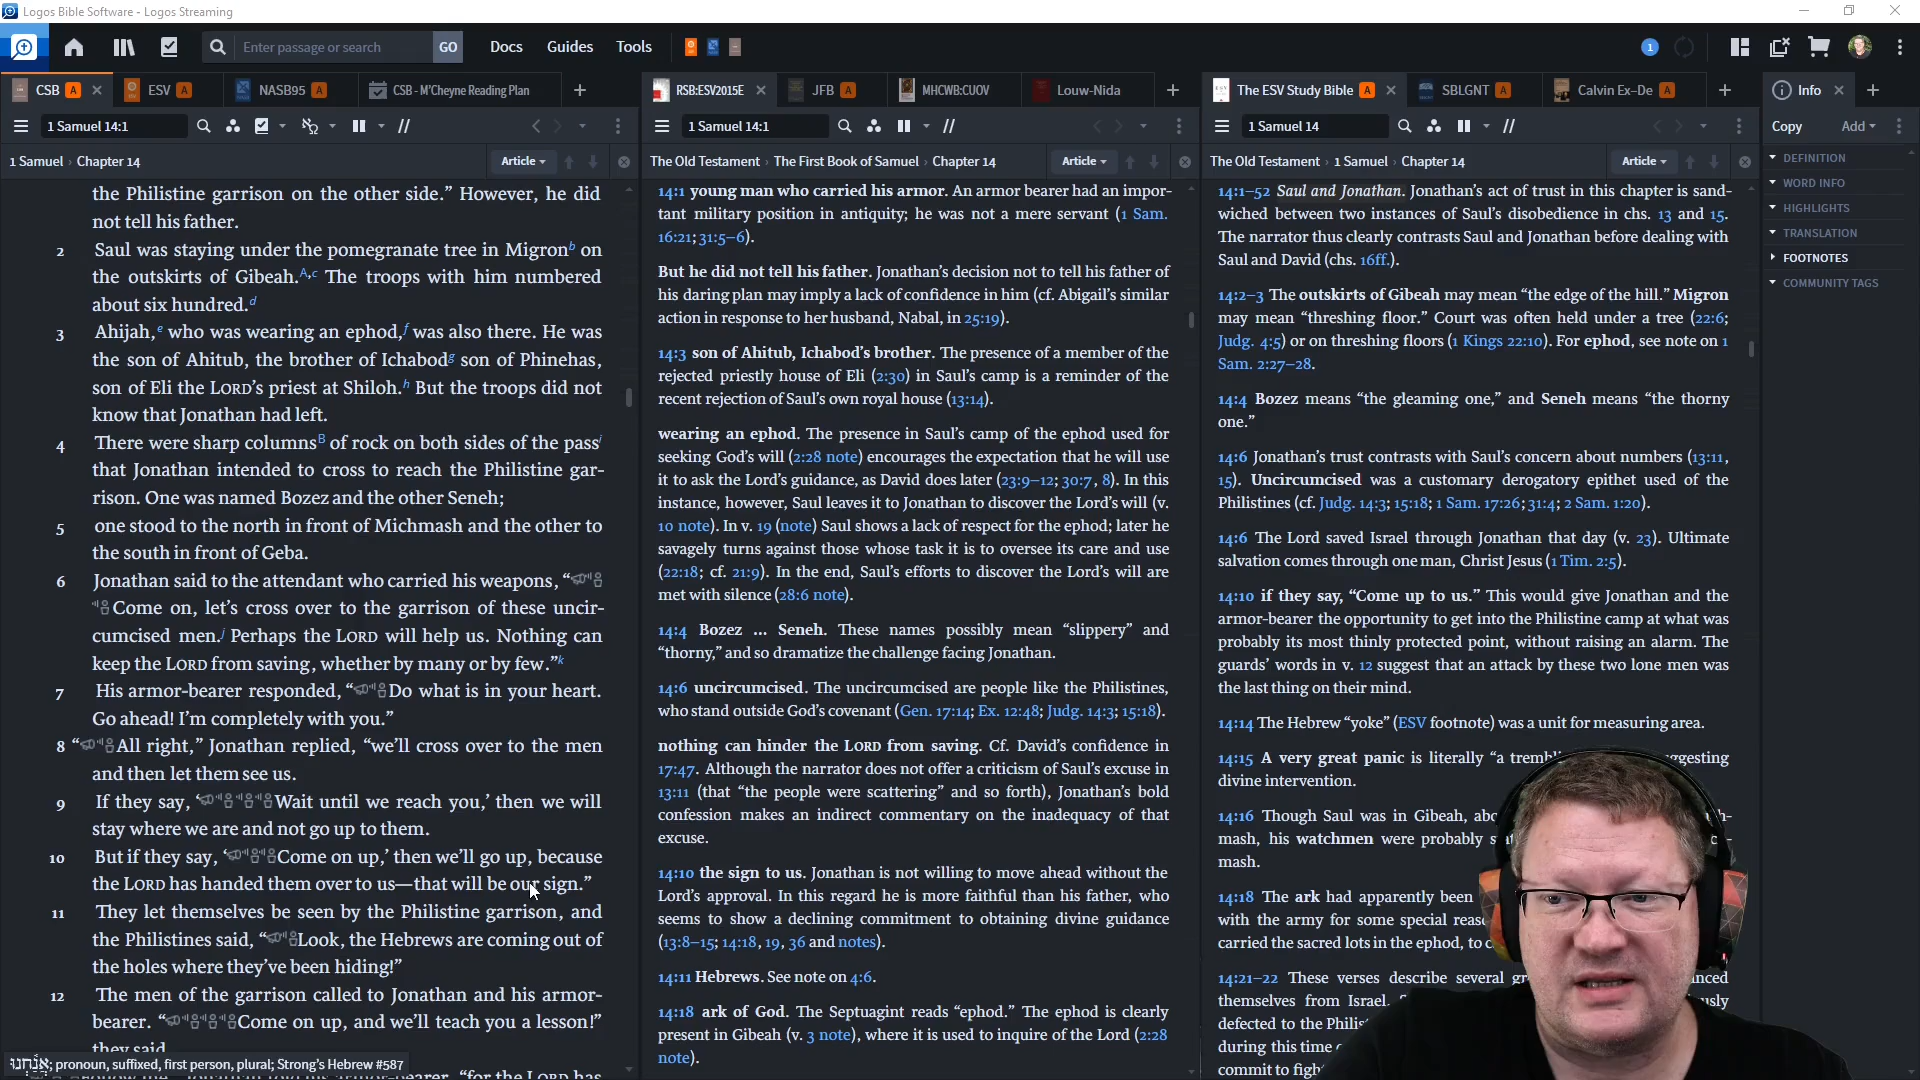 Logos Bible Software - Logos Streaming
Enter passage or search GO Docs Guides Tools 1
CSB A ESV A NASB95 A CSB - M'Cheyne Reading Plan
RSB:ESV2015E JFB A MHCWB:CUOV Louw-Nida
The ESV Study Bible A SBLGNT A Calvin Ex–De A
Info
1 Samuel 14:1
1 Samuel 14:1
1 Samuel 14
Copy Add
1 Samuel › Chapter 14 Article
The Old Testament › The First Book of Samuel › Chapter 14 Article
The Old Testament › 1 Samuel › Chapter 14 Article
the Philistine garrison on the other side.” However, he did
not tell his father.
2 Saul was staying under the pomegranate tree in Migronb on
the outskirts of Gibeah.A,c The troops with him numbered
about six hundred.d
3 Ahijah,e who was wearing an ephod,f was also there. He was
the son of Ahitub, the brother of Ichabodg son of Phinehas,
son of Eli the LORD’s priest at Shiloh.h But the troops did not
know that Jonathan had left.
4 There were sharp columnsB of rock on both sides of the passi
that Jonathan intended to cross to reach the Philistine gar-
rison. One was named Bozez and the other Seneh;
5 one stood to the north in front of Michmash and the other to
the south in front of Geba.
6 Jonathan said to the attendant who carried his weapons, “
Come on, let’s cross over to the garrison of these uncir-
cumcised men.j Perhaps the LORD will help us. Nothing can
keep the LORD from saving, whether by many or by few.”k
7 His armor-bearer responded, “Do what is in your heart.
Go ahead! I’m completely with you.”
8 “All right,” Jonathan replied, “we’ll cross over to the men
and then let them see us.
9 If they say, ‘Wait until we reach you,’ then we will
stay where we are and not go up to them.
10 But if they say, ‘Come on up,’ then we’ll go up, because
the LORD has handed them over to us—that will be our sign.”
11 They let themselves be seen by the Philistine garrison, and
the Philistines said, “Look, the Hebrews are coming out of
the holes where they’ve been hiding!”
12 The men of the garrison called to Jonathan and his armor-
bearer. “Come on up, and we’ll teach you a lesson!”
they said.
אֲנַחְנוּ; pronoun, suffixed, first person, plural; Strong’s Hebrew #587
14:1 young man who carried his armor. An armor bearer had an impor-
tant military position in antiquity; he was not a mere servant (1 Sam.
16:21; 31:5–6).
But he did not tell his father. Jonathan’s decision not to tell his father of
his daring plan may imply a lack of confidence in him (cf. Abigail’s similar
action in response to her husband, Nabal, in 25:19).
14:3 son of Ahitub, Ichabod’s brother. The presence of a member of the
rejected priestly house of Eli (2:30) in Saul’s camp is a reminder of the
recent rejection of Saul’s own royal house (13:14).
wearing an ephod. The presence in Saul’s camp of the ephod used for
seeking God’s will (2:28 note) encourages the expectation that he will use
it to ask the Lord’s guidance, as David does later (23:9–12; 30:7, 8). In this
instance, however, Saul leaves it to Jonathan to discover the Lord’s will (v.
10 note). In v. 19 (note) Saul shows a lack of respect for the ephod; later he
savagely turns against those whose task it is to oversee its care and use
(22:18; cf. 21:9). In the end, Saul’s efforts to discover the Lord’s will are
met with silence (28:6 note).
14:4 Bozez ... Seneh. These names possibly mean “slippery” and
“thorny,” and so dramatize the challenge facing Jonathan.
14:6 uncircumcised. The uncircumcised are people like the Philistines,
who stand outside God’s covenant (Gen. 17:14; Ex. 12:48; Judg. 14:3; 15:18).
nothing can hinder the LORD from saving. Cf. David’s confidence in
17:47. Although the narrator does not offer a criticism of Saul’s excuse in
13:11 (that “the people were scattering” and so forth), Jonathan’s bold
confession makes an indirect commentary on the inadequacy of that
excuse.
14:10 the sign to us. Jonathan is not willing to move ahead without the
Lord’s approval. In this regard he is more faithful than his father, who
seems to show a declining commitment to obtaining divine guidance
(13:8–15; 14:18, 19, 36 and notes).
14:11 Hebrews. See note on 4:6.
14:18 ark of God. The Septuagint reads “ephod.” The ephod is clearly
present in Gibeah (v. 3 note), where it is used to inquire of the Lord (2:28
note).
14:1–52 Saul and Jonathan. Jonathan’s act of trust in this chapter is sand-
wiched between two instances of Saul’s disobedience in chs. 13 and 15.
The narrator thus clearly contrasts Saul and Jonathan before dealing with
Saul and David (chs. 16ff.).
14:2–3 The outskirts of Gibeah may mean “the edge of the hill.” Migron
may mean “threshing floor.” Court was often held under a tree (22:6;
Judg. 4:5) or on threshing floors (1 Kings 22:10). For ephod, see note on 1
Sam. 2:27–28.
14:4 Bozez means “the gleaming one,” and Seneh means “the thorny
one.”
14:6 Jonathan’s trust contrasts with Saul’s concern about numbers (13:11,
15). Uncircumcised was a customary derogatory epithet used of the
Philistines (cf. Judg. 14:3; 15:18; 1 Sam. 17:26; 31:4; 2 Sam. 1:20).
14:6 The Lord saved Israel through Jonathan that day (v. 23). Ultimate
salvation comes through one man, Christ Jesus (1 Tim. 2:5).
14:10 if they say, “Come up to us.” This would give Jonathan and the
armor-bearer the opportunity to get into the Philistine camp at what was
probably its most thinly protected point, without raising an alarm. The
guards’ words in v. 12 suggest that an attack by these two lone men was
the last thing on their mind.
14:14 The Hebrew “yoke” (ESV footnote) was a unit for measuring area.
14:15 A very great panic is literally “a
divine intervention.
14:16 Though Saul was in Gibeah,
mash, his watchmen were probably
mash.
14:18 The ark had apparently been
with the army for some special
carried the sacred lots in the ephod, to
14:21–22 These verses describe several
themselves from Israel.
defected to the
during this time
commit to
DEFINITION
WORD INFO
HIGHLIGHTS
TRANSLATION
FOOTNOTES
COMMUNITY TAGS